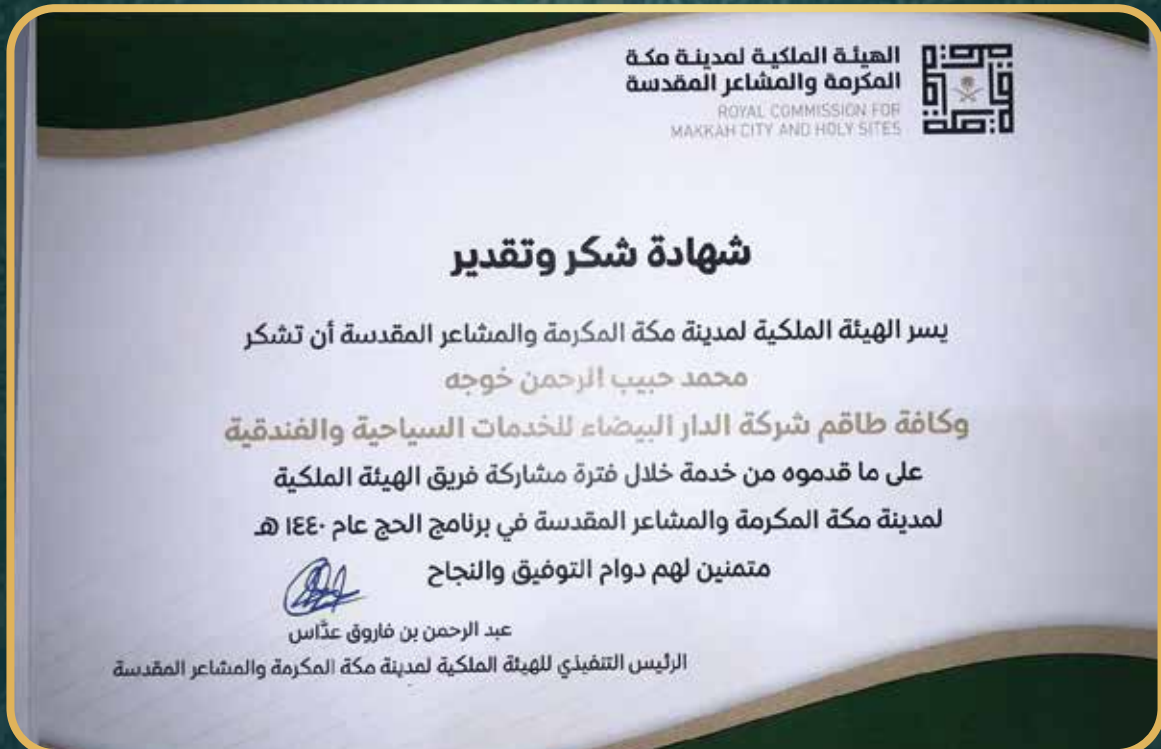 الهيئة الملكية لمدينة مكة
المكرمة والمشاعر المقدسة
ROYAL COMMISSION FOR
MAKKAH CITY AND HOLY SITES
شهادة شكر وتقدير
يسر الهيئة الملكية لمدينة مكة المكرمة والمشاعر المقدسة أن تشكر
محمد حبيب الرحمن خوجه
وكافة طاقم شركة الدار البيضاء للخدمات السياحية والفندقية
على ما قدموه من خدمة خلال فترة مشاركة فريق الهيئة الملكية
لمدينة مكة المكرمة والمشاعر المقدسة في برنامج الحج عام ١٤٤٠ هـ
متمنين لهم دوام التوفيق والنجاح
عبد الرحمن بن فاروق عدّاس
الرئيس التنفيذي للهيئة الملكية لمدينة مكة المكرمة والمشاعر المقدسة